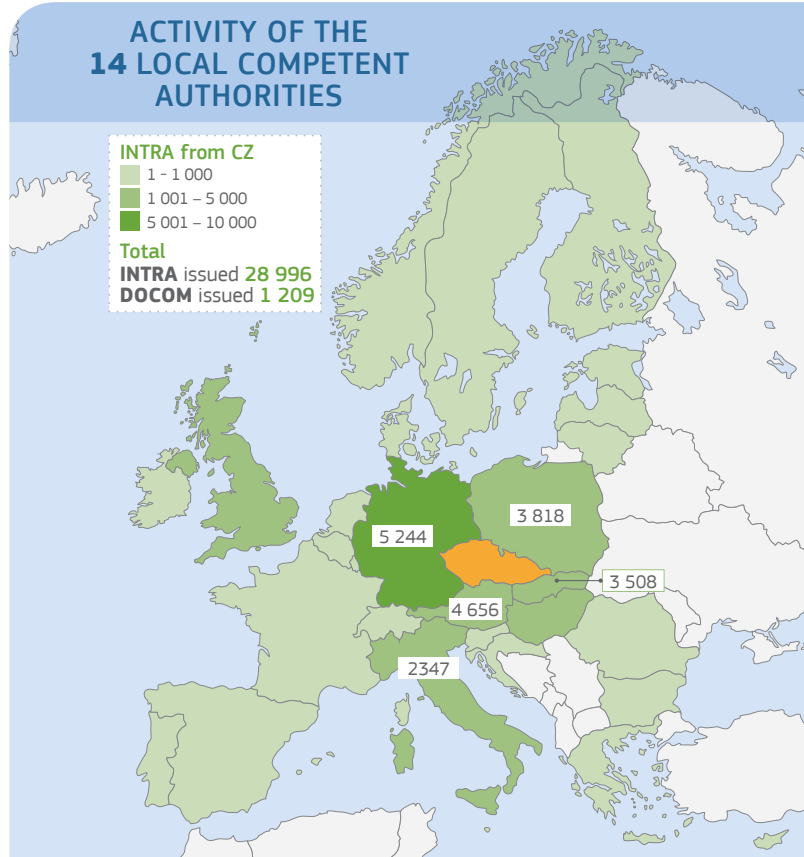 ACTIVITY OF THE
14 LOCAL COMPETENT
AUTHORITIES
INTRA from CZ
1 - 1 000
1 001 – 5 000
5 001 – 10 000
Total
INTRA issued 28 996
DOCOM issued 1 209
3 818
5 244
3 508
4 656
2347